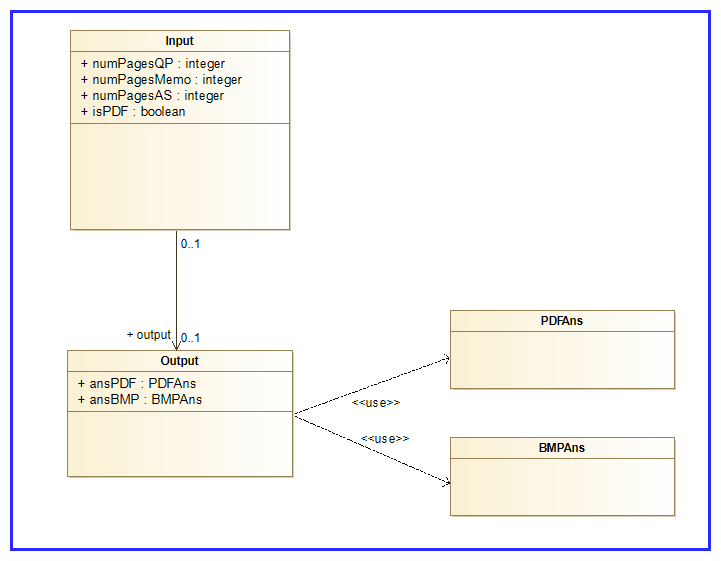 Input
+ numPagesQP : integer
+ numPagesMemo : integer
+ numPagesAS : integer
+ isPDF : boolean
0..1
+ output
0..1
Output
+ ansPDF : PDFAns
+ ansBMP : BMPAns
<<use>>
<<use>>
PDFAns
BMPAns